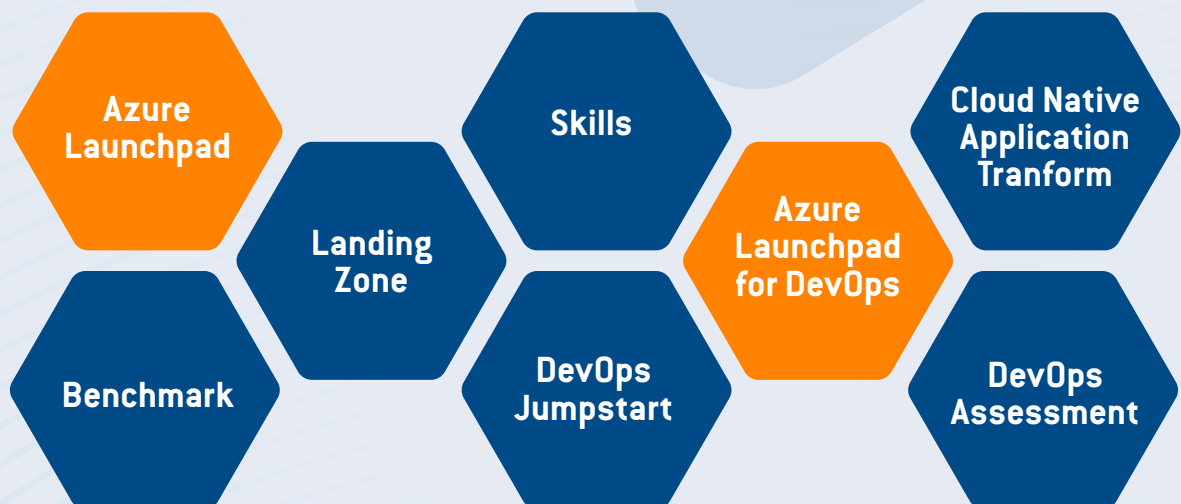 Azure
Launchpad
Skills
Cloud Native
Application
Tranform
Landing
Zone
Azure
Launchpad
for DevOps
Benchmark
DevOps
Jumpstart
DevOps
Assessment